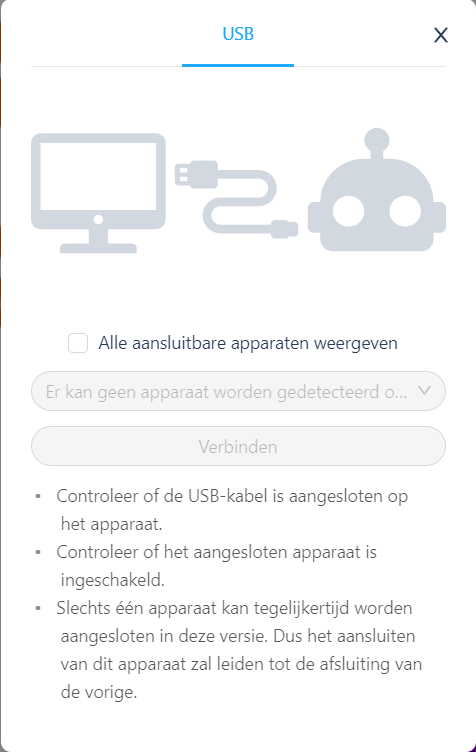 USB
X
Alle aansluitbare apparaten weergeven
Er kan geen apparaat worden gedetecteerd o...
Verbinden
• Controleer of de USB-kabel is aangesloten op
het apparaat.
• Controleer of het aangesloten apparaat is
ingeschakeld.
• Slechts één apparaat kan tegelijkertijd worden
aangesloten in deze versie. Dus het aansluiten
van dit apparaat zal leiden tot de afsluiting van
de vorige.